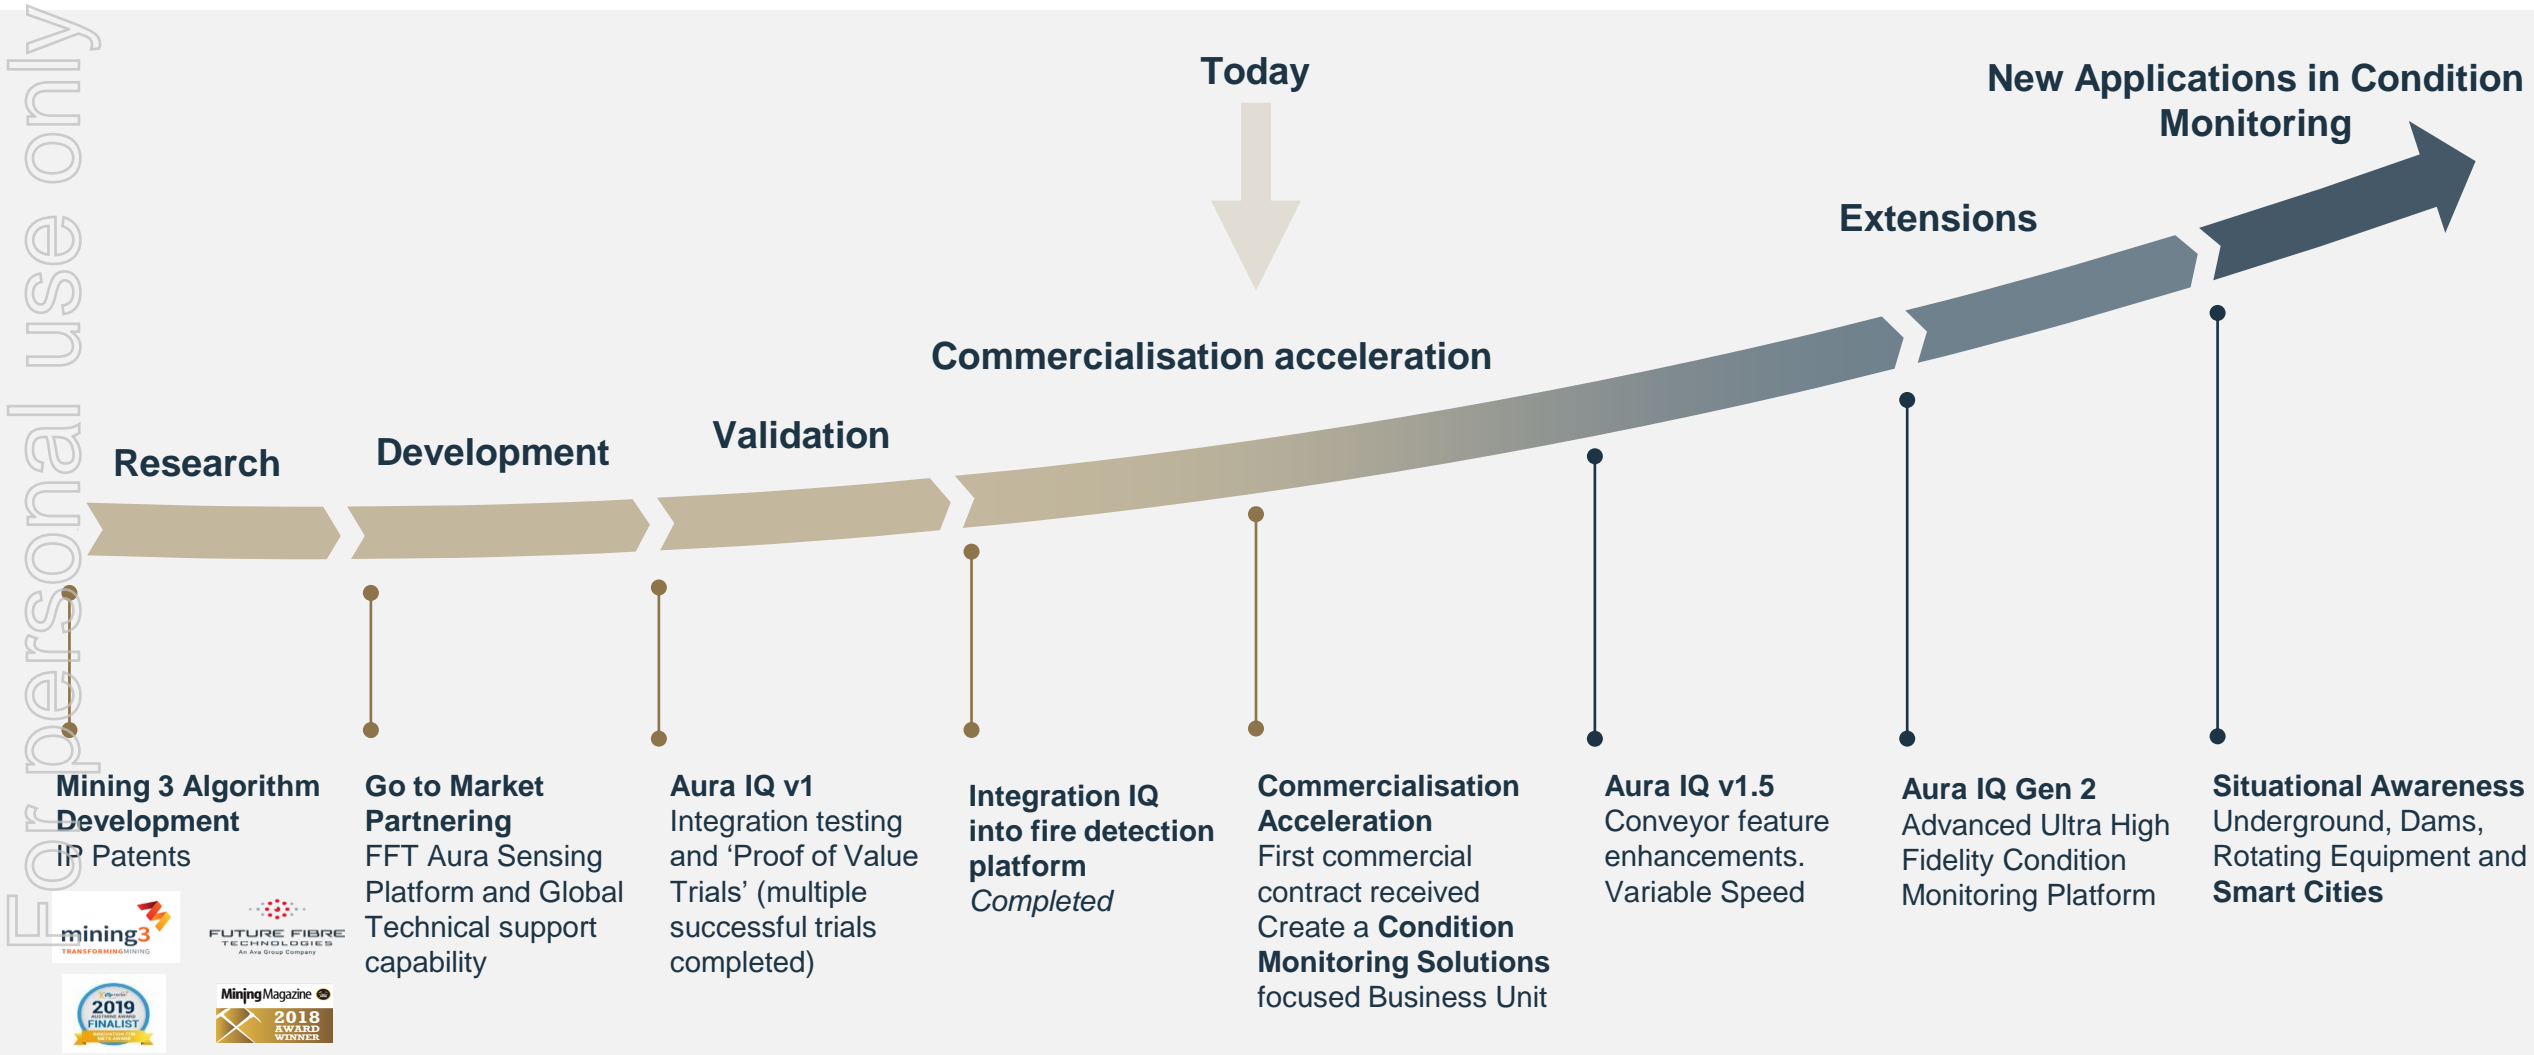 For personal use only
Today
New Applications in Condition
Monitoring
Extensions
Commercialisation acceleration
Validation
Development
Research
Mining 3 Algorithm
Development
IP Patents
mining3
TRANSFORMINGMINING
FUTURE FIBRE
TECHNOLOGIES
An Ava Group Company
2019
AUSTMINE AWARD
FINALIST
Mining Magazine
2018
AWARD
WINNER
Go to Market
Partnering
FFT Aura Sensing
Platform and Global
Technical support
capability
Aura IQ v1
Integration testing
and ‘Proof of Value
Trials’ (multiple
successful trials
completed)
Integration IQ
into fire detection
platform
Completed
Commercialisation
Acceleration
First commercial
contract received
Create a Condition
Monitoring Solutions
focused Business Unit
Aura IQ v1.5
Conveyor feature
enhancements.
Variable Speed
Aura IQ Gen 2
Advanced Ultra High
Fidelity Condition
Monitoring Platform
Situational Awareness
Underground, Dams,
Rotating Equipment and
Smart Cities